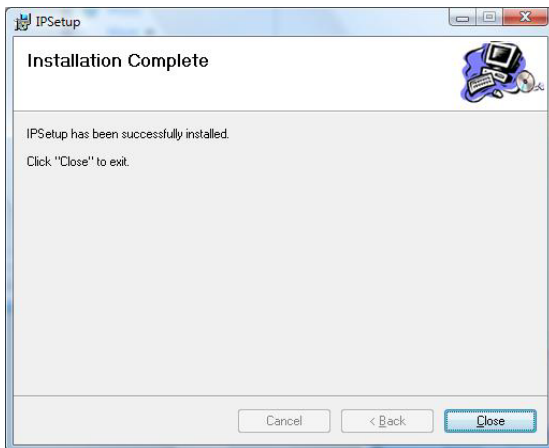 IPSetup
Installation Complete
IPSetup has been successfully installed.
Click "Close" to exit.
Cancel
< Back
Close